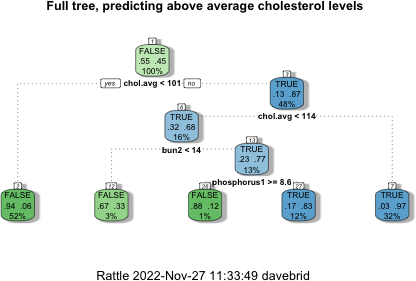 Full tree, predicting above average cholesterol levels
1
FALSE
.55 .45
100%
yes chol.avg < 101 no
3
TRUE
.13 .87
48%
chol.avg < 114
6
TRUE
.32 .68
16%
bun2 < 14
13
TRUE
.23 .77
13%
phosphorus1 >= 8.6
2
FALSE
.94 .06
52%
12
FALSE
.67 .33
3%
26
FALSE
.88 .12
1%
27
TRUE
.17 .83
12%
7
TRUE
.03 .97
32%
Rattle 2022-Nov-27 11:33:49 davebrid